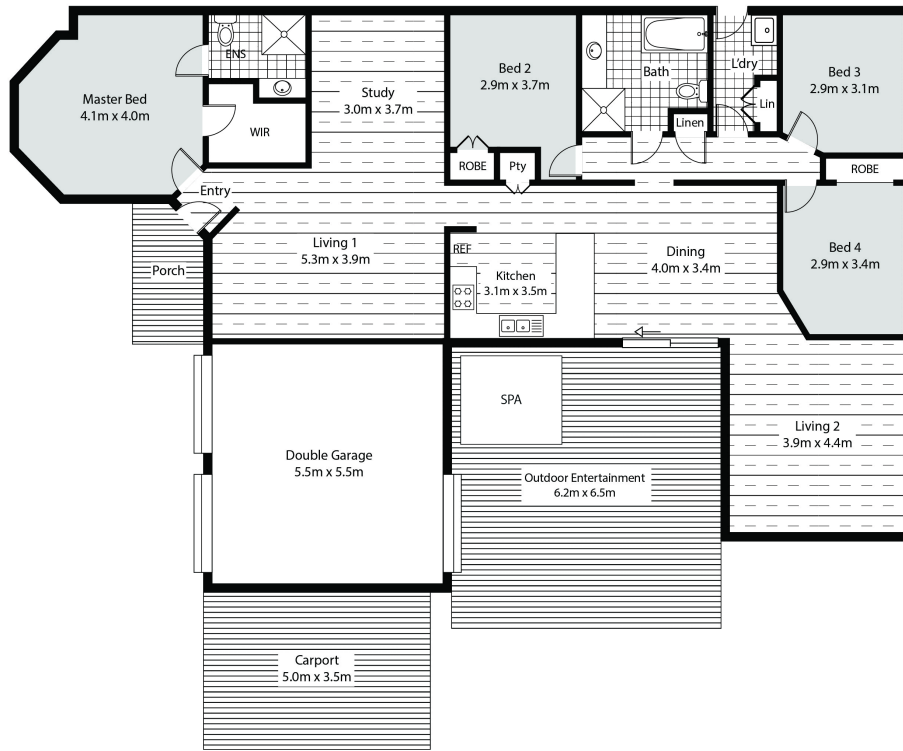 ENS
Bed 2
2.9m x 3.7m
Bath
L'dry
Bed 3
2.9m x 3.1m
Master Bed
4.1m x 4.0m
Study
3.0m x 3.7m
Lin
Linen
WIR
ROBE
Pty
ROBE
Entry
Living 1
5.3m x 3.9m
REF
Kitchen
3.1m x 3.5m
Dining
4.0m x 3.4m
Bed 4
2.9m x 3.4m
Porch
SPA
Living 2
3.9m x 4.4m
Double Garage
5.5m x 5.5m
Outdoor Entertainment
6.2m x 6.5m
Carport
5.0m x 3.5m